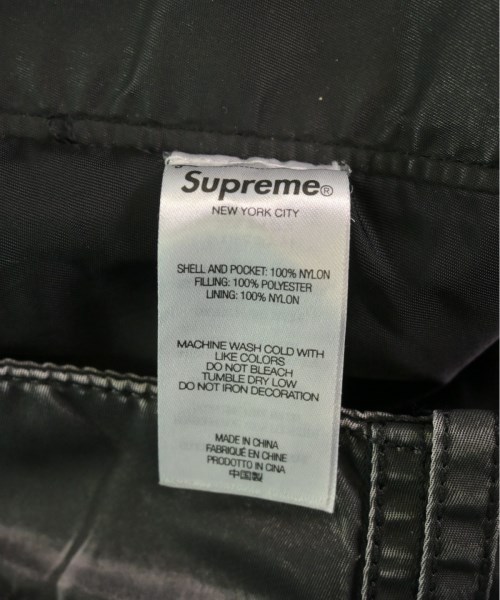 Supreme®
NEW YORK CITY
SHELL AND POCKET: 100% NYLON
FILLING: 100% POLYESTER
LINING: 100% NYLON
MACHINE WASH COLD WITH
LIKE COLORS
DO NOT BLEACH
TUMBLE DRY LOW
DO NOT IRON DECORATION
MADE IN CHINA
FABRIQUÉ EN CHINE
PRODOTTO IN CINA
中国製